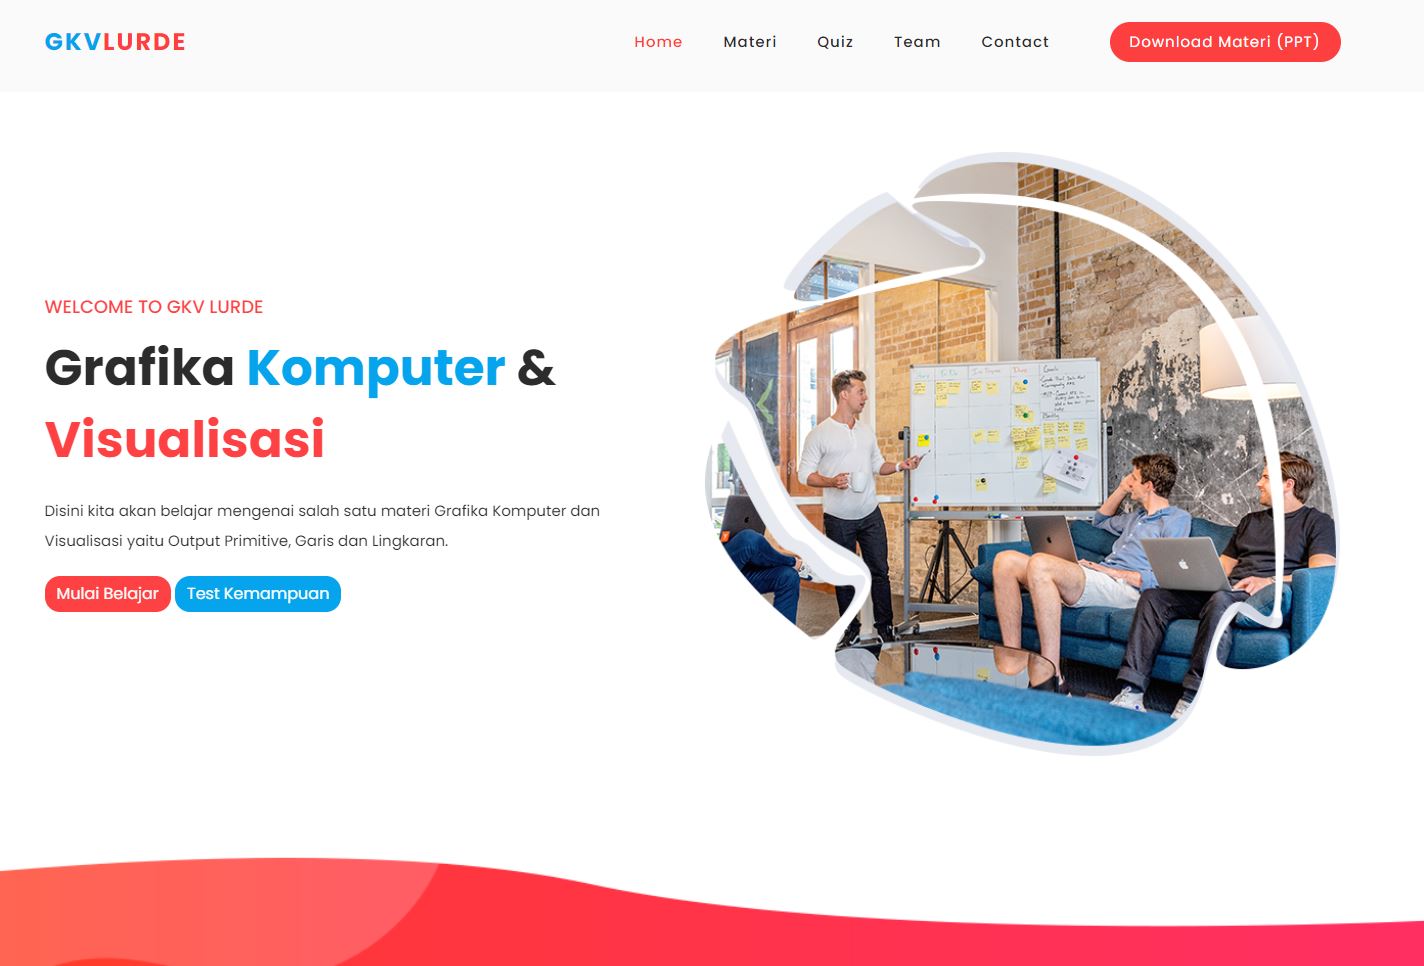 GKVLURDE
Home Materi Quiz Team Contact Download Materi (PPT)
WELCOME TO GKV LURDE
Grafika Komputer &
Visualisasi
Disini kita akan belajar mengenai salah satu materi Grafika Komputer dan
Visualisasi yaitu Output Primitive, Garis dan Lingkaran.
Mulai Belajar Test Kemampuan